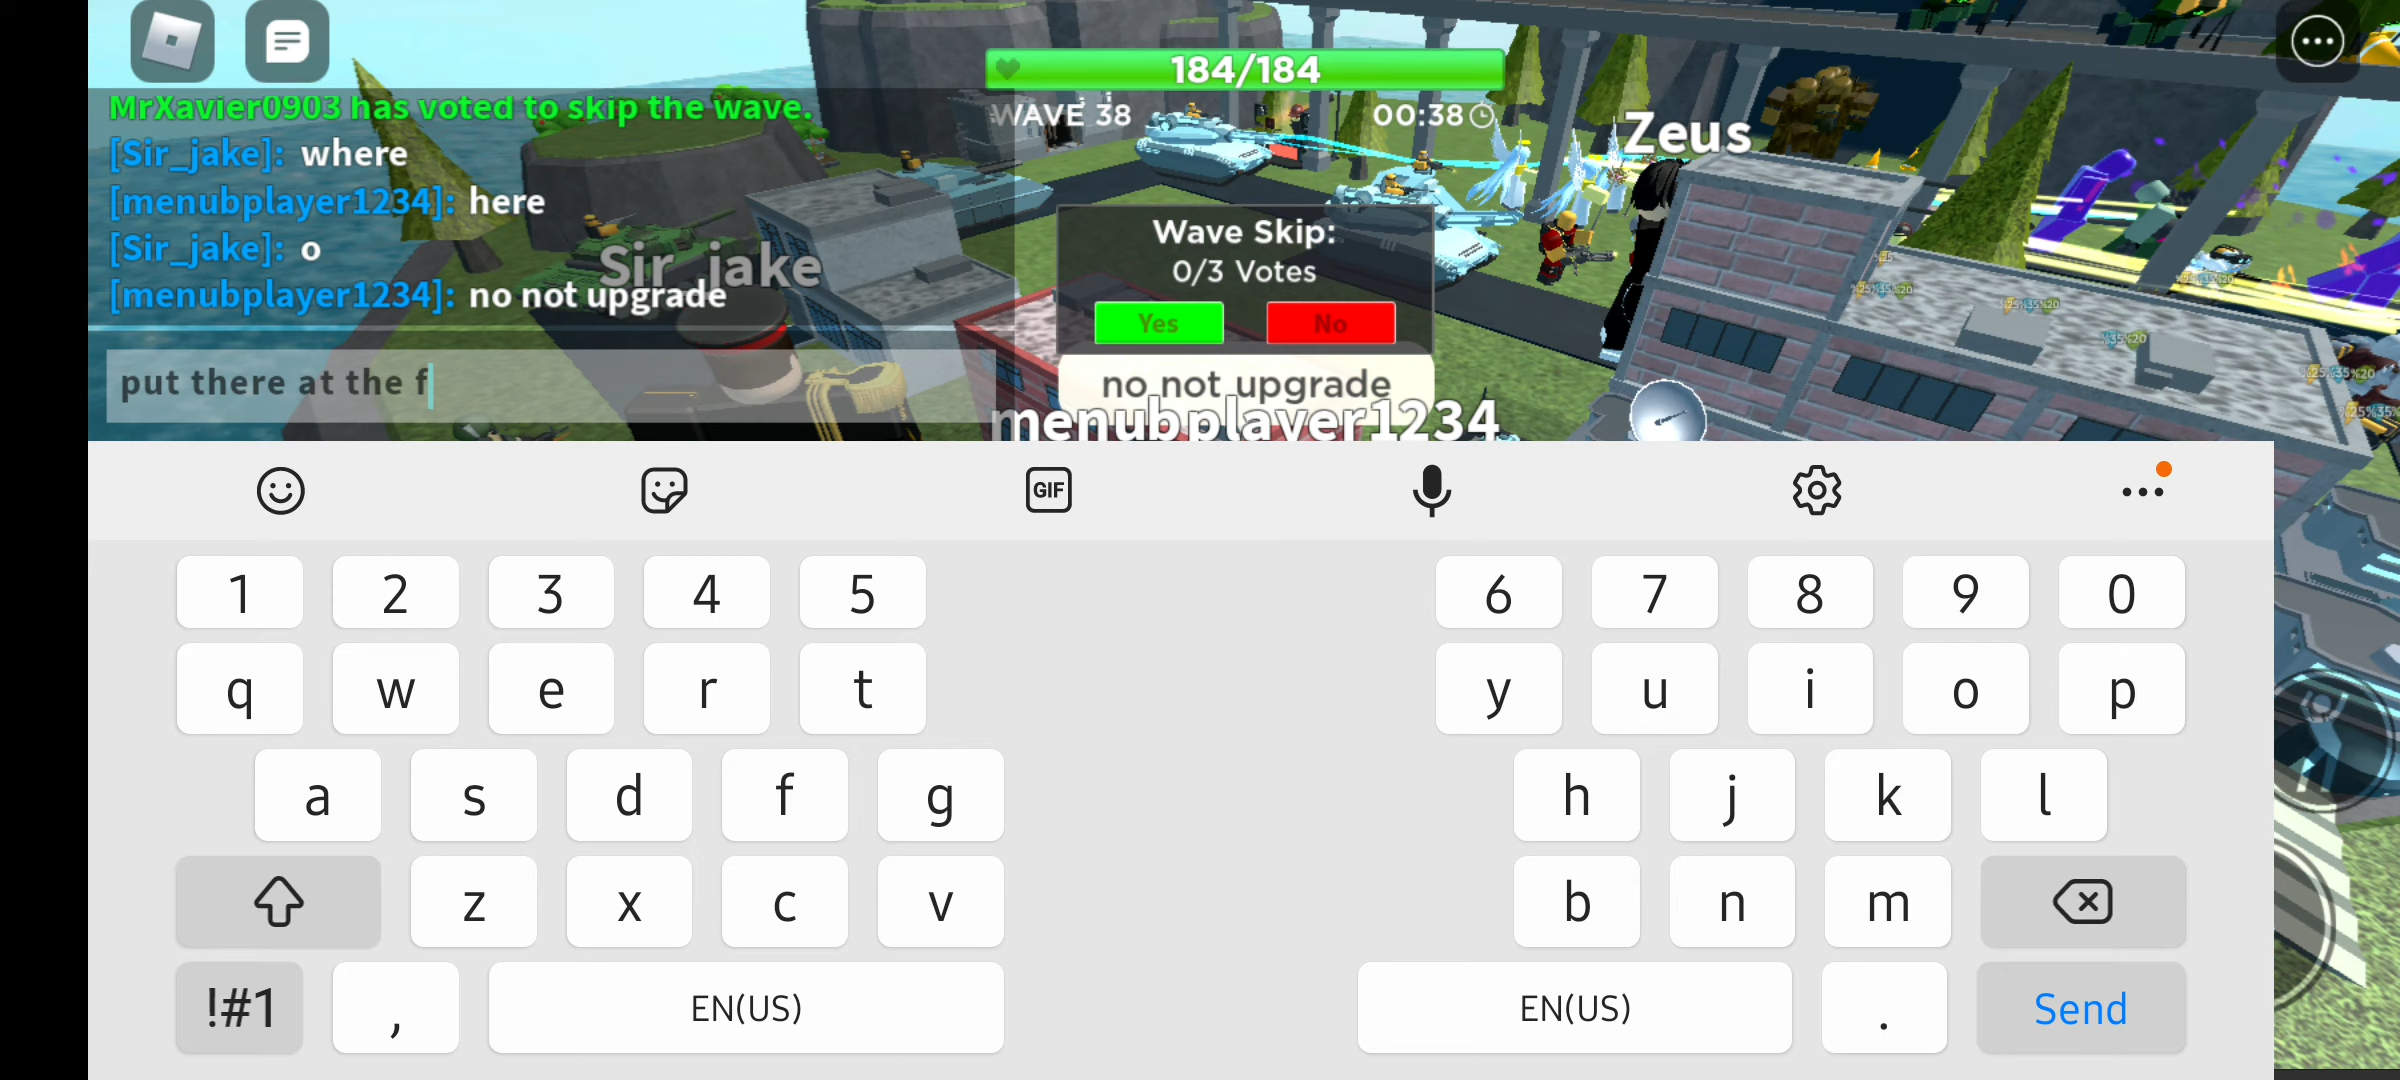 184/184
MrXavier0903 has voted to skip the wave.
WAVE 38
00:38
Zeus
[Sir_jake]: where
[menubplayer1234]: here
[Sir_jake]: o
[menubplayer1234]: no not upgrade
Sir_jake
Wave Skip:
0/3 Votes
Yes
No
put there at the f
no not upgrade
menubplayer1234
GIF
1 2 3 4 5 6 7 8 9 0
q w e r t y u i o p
a s d f g h j k l
z x c v b n m
!#1 , EN(US) EN(US) . Send